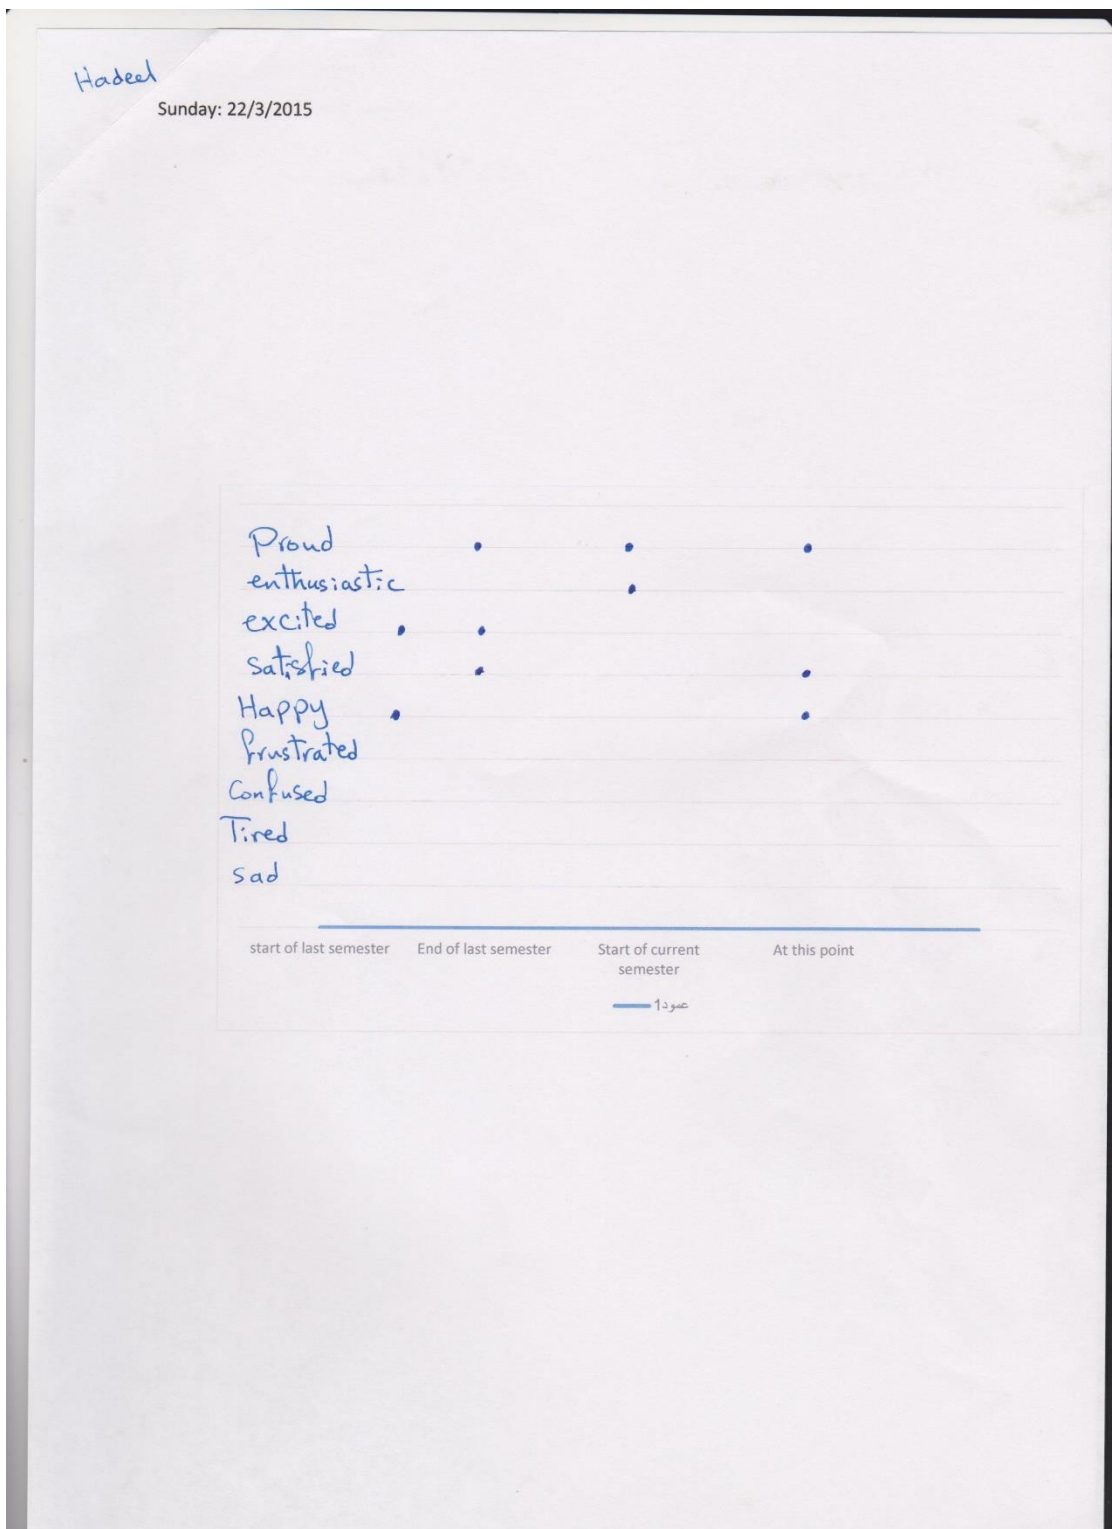 Hadeel
Sunday: 22/3/2015
Proud
enthusiastic
excited
Satisfied
Happy
frustrated
Confused
Tired
sad
start of last semester End of last semester Start of current semester At this point
عمود1